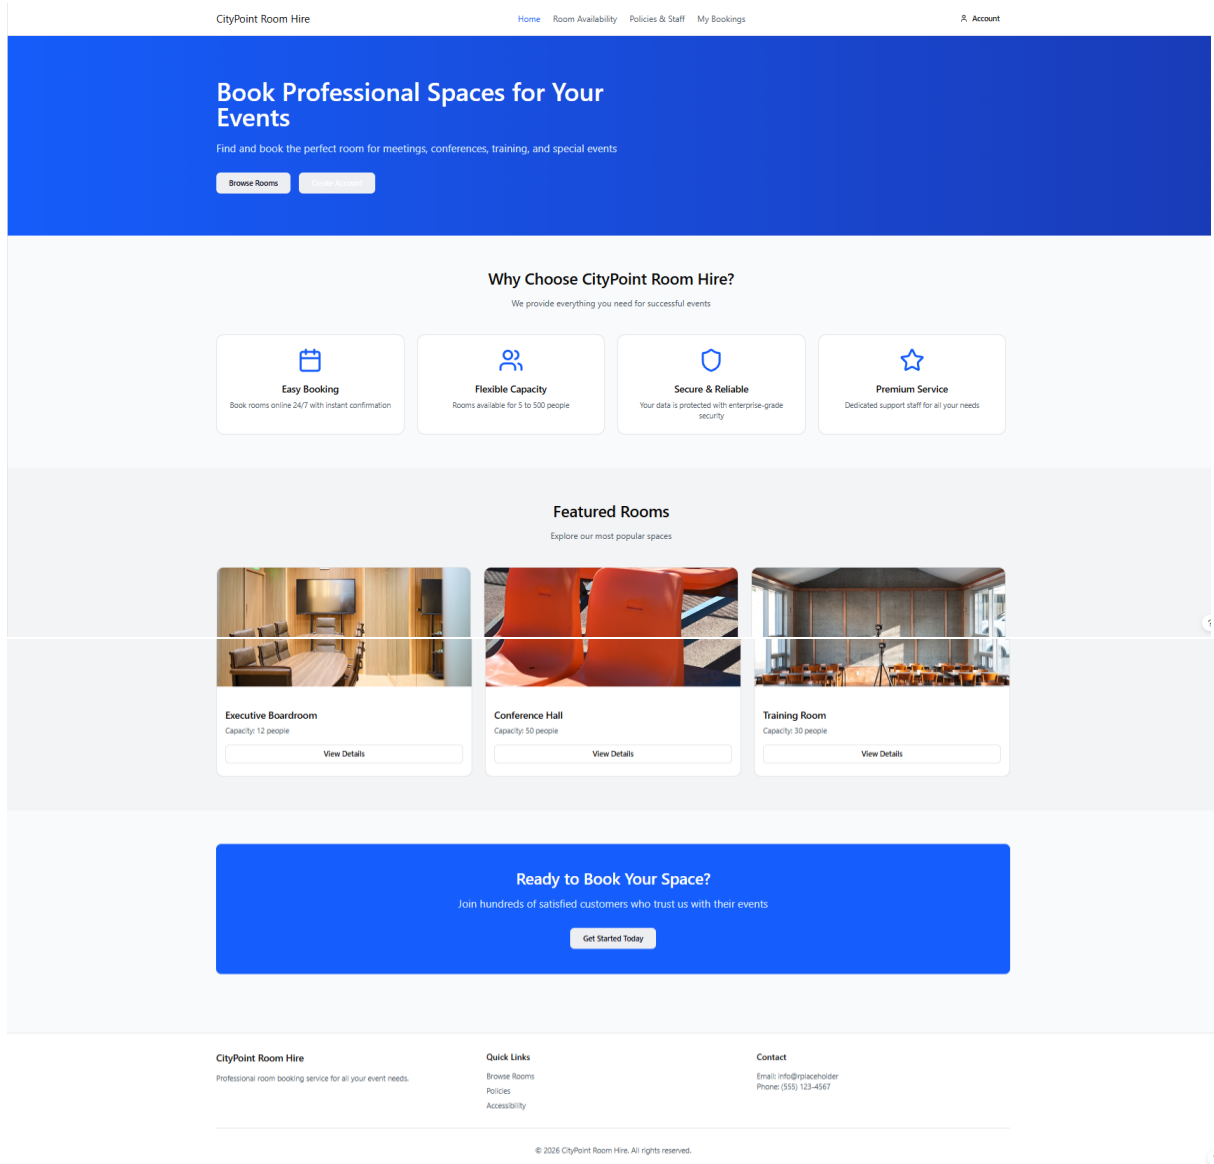 CityPoint Room Hire
Home
Room Availability
Policies & Staff
My Bookings
Account
Book Professional Spaces for Your
Events
Find and book the perfect room for meetings, conferences, training, and special events
Browse Rooms
Create Account
Why Choose CityPoint Room Hire?
We provide everything you need for successful events
Easy Booking
Book rooms online 24/7 with instant confirmation
Flexible Capacity
Rooms available for 5 to 500 people
Secure & Reliable
Your data is protected with enterprise-grade
security
Premium Service
Dedicated support staff for all your needs
Featured Rooms
Explore our most popular spaces
Executive Boardroom
Capacity: 12 people
View Details
Conference Hall
Capacity: 50 people
View Details
Training Room
Capacity: 30 people
View Details
Ready to Book Your Space?
Join hundreds of satisfied customers who trust us with their events
Get Started Today
CityPoint Room Hire
Professional room booking service for all your event needs.
Quick Links
Browse Rooms
Policies
Accessibility
Contact
Email: info@rplaceholder
Phone: (555) 123-4567
© 2026 CityPoint Room Hire. All rights reserved.